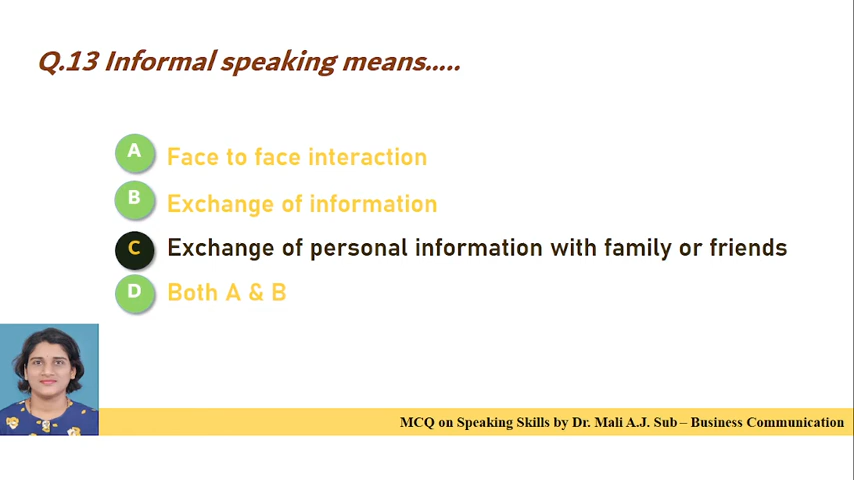 Q.13 Informal speaking means.....
A Face to face interaction
B Exchange of information
C Exchange of personal information with family or friends
D Both A & B
MCQ on Speaking Skills by Dr. Mali A.J. Sub – Business Communication